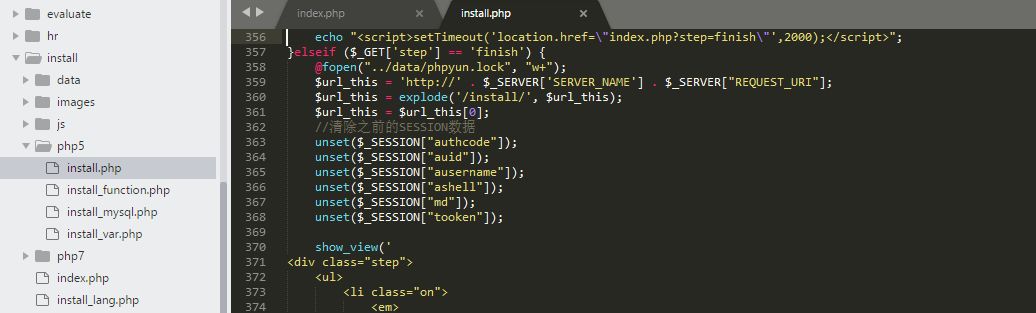 evaluate
hr
install
data
images
js
php5
install.php
install_function.php
install_mysql.php
install_var.php
php7
index.php
install_lang.php
index.php
install.php
356 echo "<script>setTimeout('location.href=\"index.php?step=finish\"',2000);</script>";
357 }elseif ($_GET['step'] == 'finish') {
358 @fopen("../data/phpyun.lock", "w+");
359 $url_this = 'http://' . $_SERVER['SERVER_NAME'] . $_SERVER["REQUEST_URI"];
360 $url_this = explode('/install/', $url_this);
361 $url_this = $url_this[0];
362 //清除之前的SESSION数据
363 unset($_SESSION["authcode"]);
364 unset($_SESSION["auid"]);
365 unset($_SESSION["ausername"]);
366 unset($_SESSION["ashell"]);
367 unset($_SESSION["md"]);
368 unset($_SESSION["tooken"]);
369
370 show_view('
371 <div class="step">
372 <ul>
373 <li class="on">
374 <em>